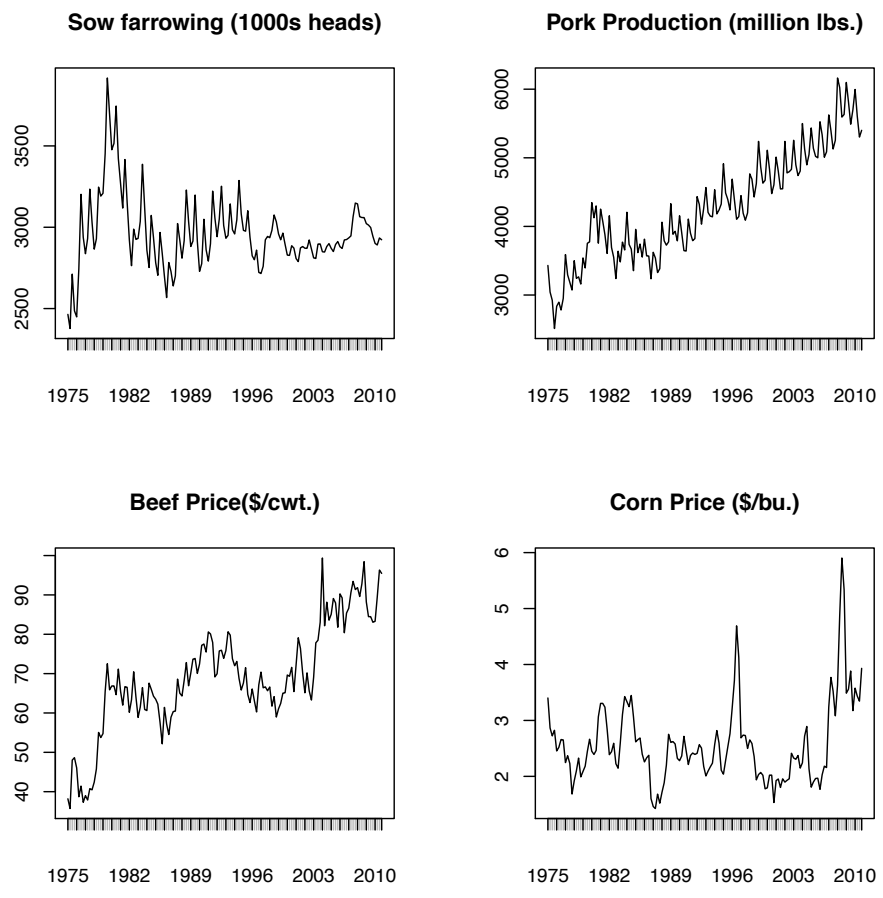 Sow farrowing (1000s heads)
3500
3000
2500
1975 1982 1989 1996 2003 2010
Pork Production (million lbs.)
6000
5000
4000
3000
1975 1982 1989 1996 2003 2010
Beef Price($/cwt.)
90
80
70
60
50
40
1975 1982 1989 1996 2003 2010
Corn Price ($/bu.)
6
5
4
3
2
1975 1982 1989 1996 2003 2010